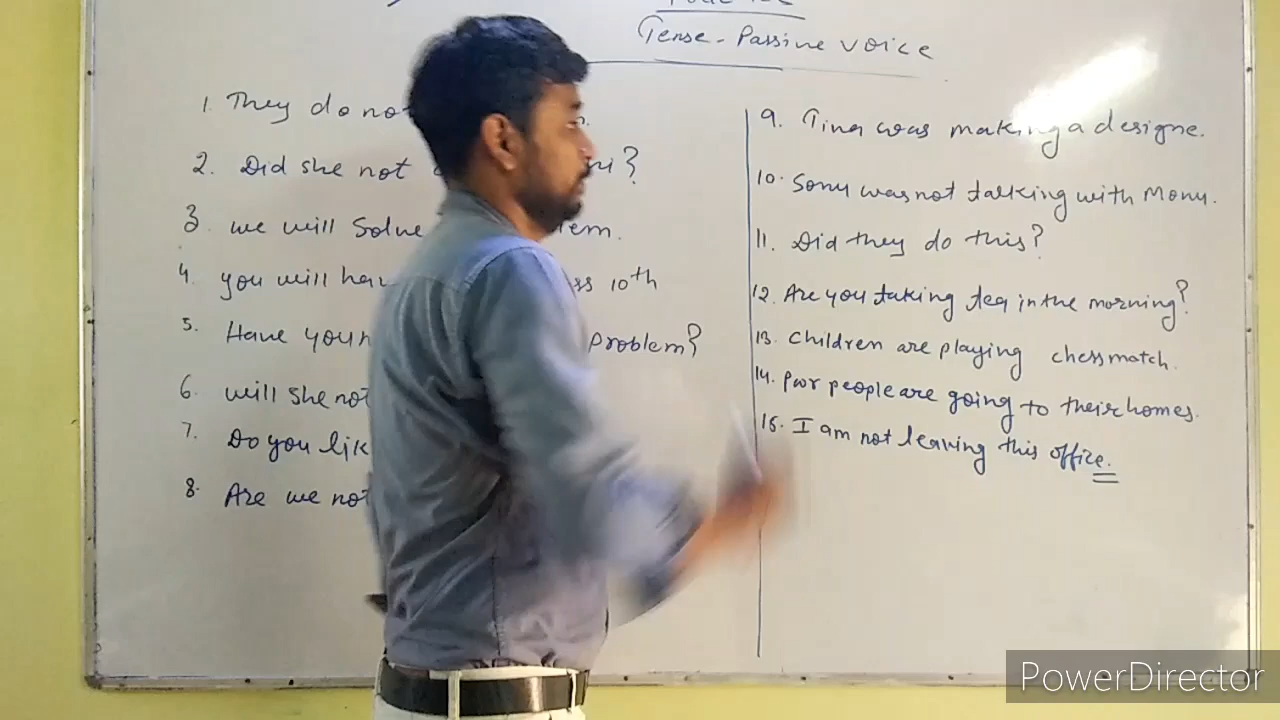 Tense - Passive voice
1. They do no
2. Did she not ?
3. we will Solve em.
4. you will hav ss 10th
5. Have you n Problem?
6. will she not
7. Do you lik
8. Are we not
9. Tina was making a designe.
10. Sonu was not talking with Monu.
11. Did they do this?
12. Are you taking tea in the morning?
13. Children are playing chess match.
14. poor people are going to their homes.
15. I am not leaving this office.
PowerDirector